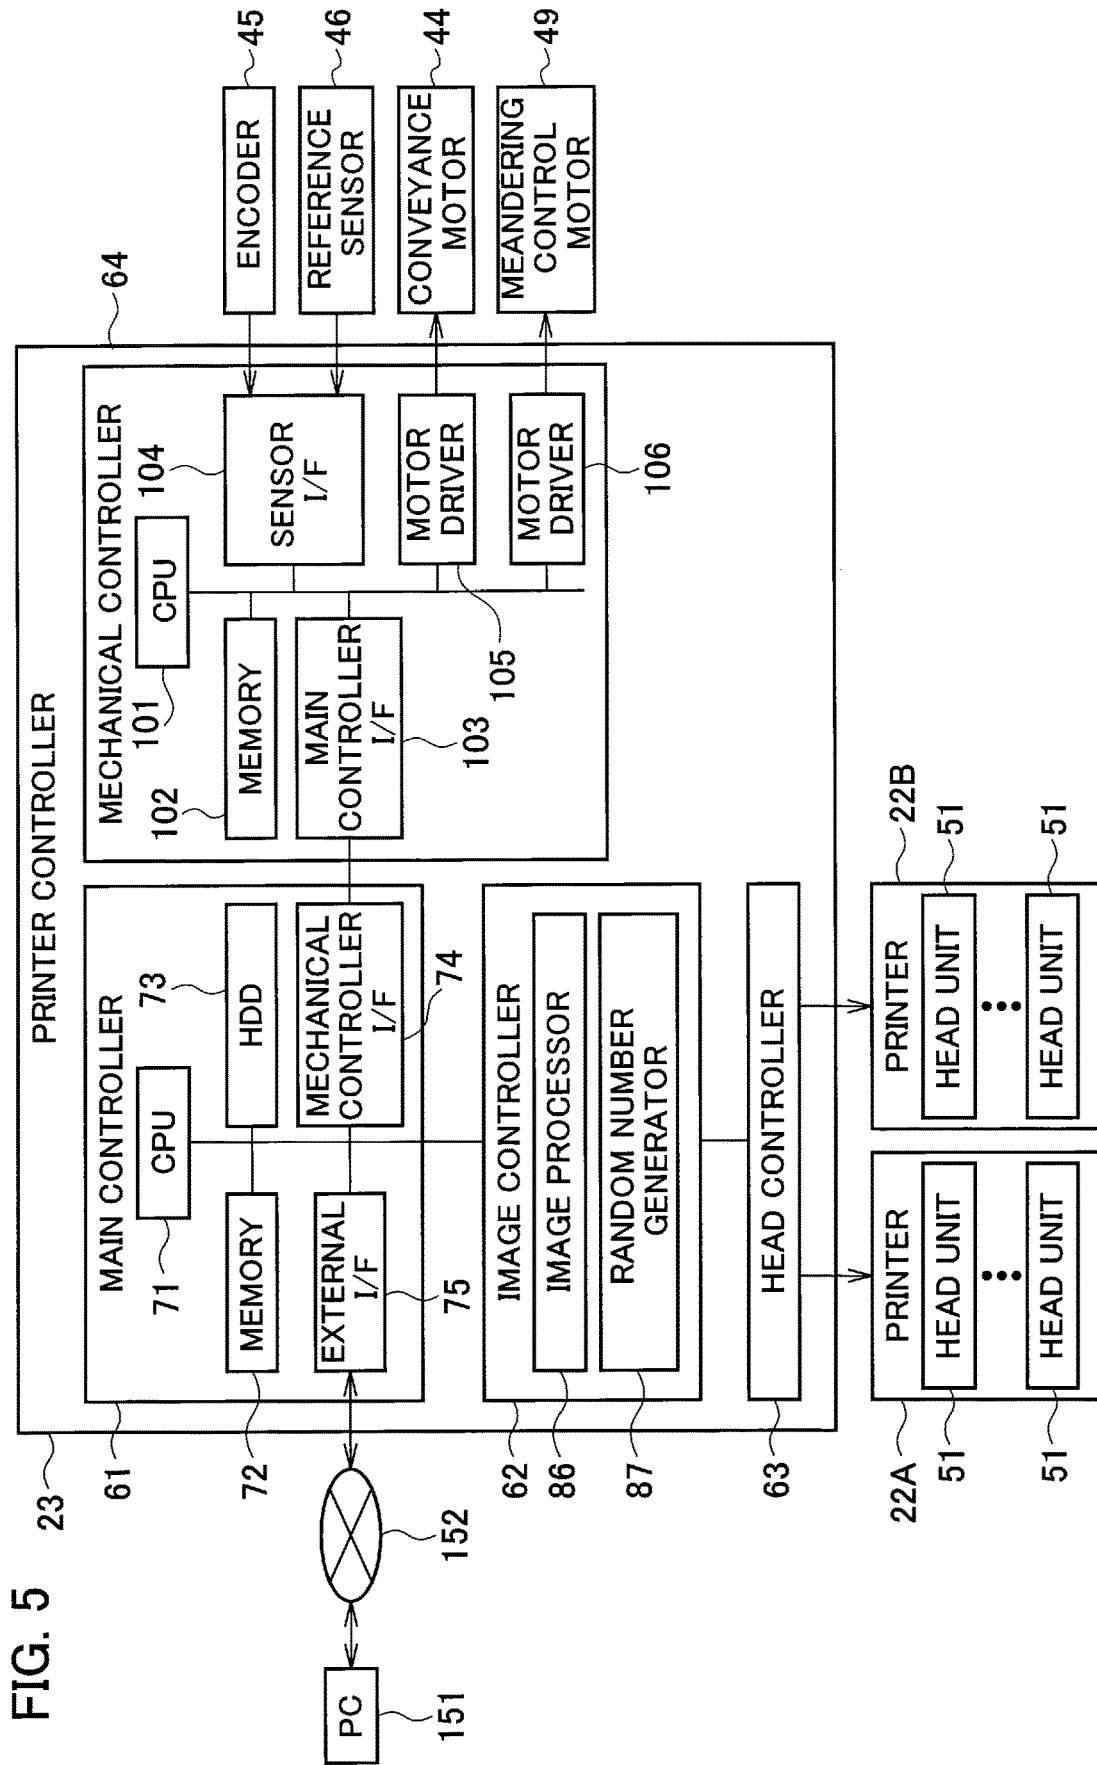 FIG. 5
23
PRINTER CONTROLLER
64
61
MAIN CONTROLLER
71
CPU
73
72
MEMORY
HDD
EXTERNAL
I/F
75
MECHANICAL
CONTROLLER
I/F
74
MECHANICAL CONTROLLER
101
CPU
104
102
MEMORY
SENSOR
I/F
MAIN
CONTROLLER
I/F
103
MOTOR
DRIVER
105
MOTOR
DRIVER
106
ENCODER
45
REFERENCE
SENSOR
46
CONVEYANCE
MOTOR
44
MEANDERING
CONTROL
MOTOR
49
PC
151
152
62
IMAGE CONTROLLER
86
IMAGE PROCESSOR
87
RANDOM NUMBER
GENERATOR
63
HEAD CONTROLLER
22A
PRINTER
51
HEAD UNIT
51
HEAD UNIT
22B
PRINTER
HEAD UNIT
51
HEAD UNIT
51